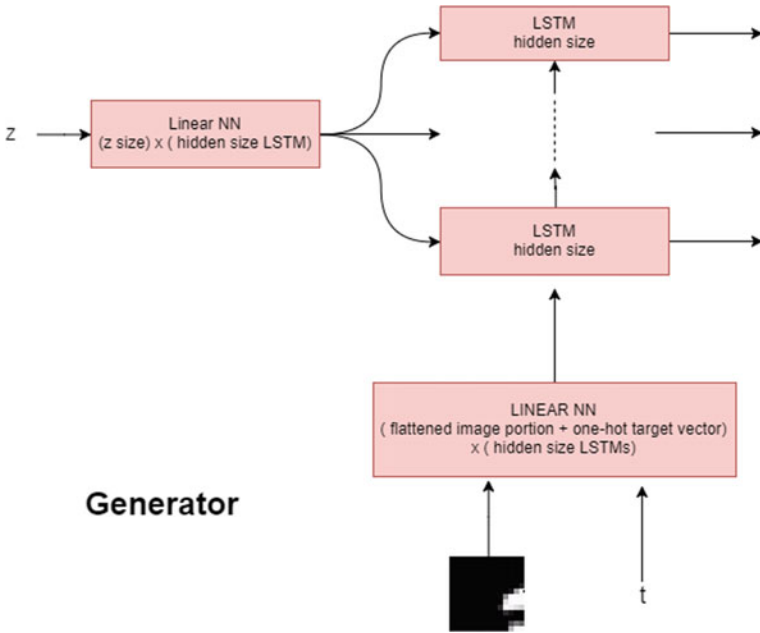 LSTM
hidden size
z
Linear NN
(z size) x ( hidden size LSTM)
LSTM
hidden size
LINEAR NN
( flattened image portion + one-hot target vector)
x ( hidden size LSTMs)
Generator
t